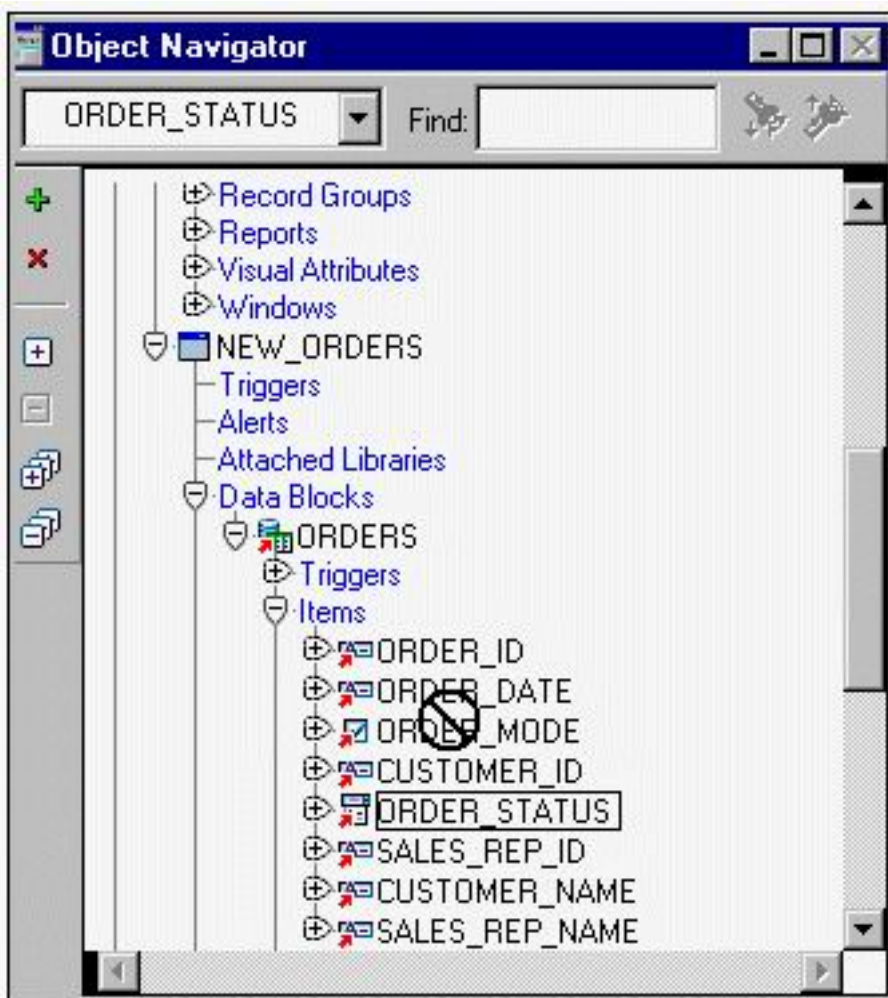 Object Navigator
ORDER_STATUS Find:
Record Groups
Reports
Visual Attributes
Windows
NEW_ORDERS
Triggers
Alerts
Attached Libraries
Data Blocks
ORDERS
Triggers
Items
ORDER_ID
ORDER_DATE
ORDER_MODE
CUSTOMER_ID
ORDER_STATUS
SALES_REP_ID
CUSTOMER_NAME
SALES_REP_NAME